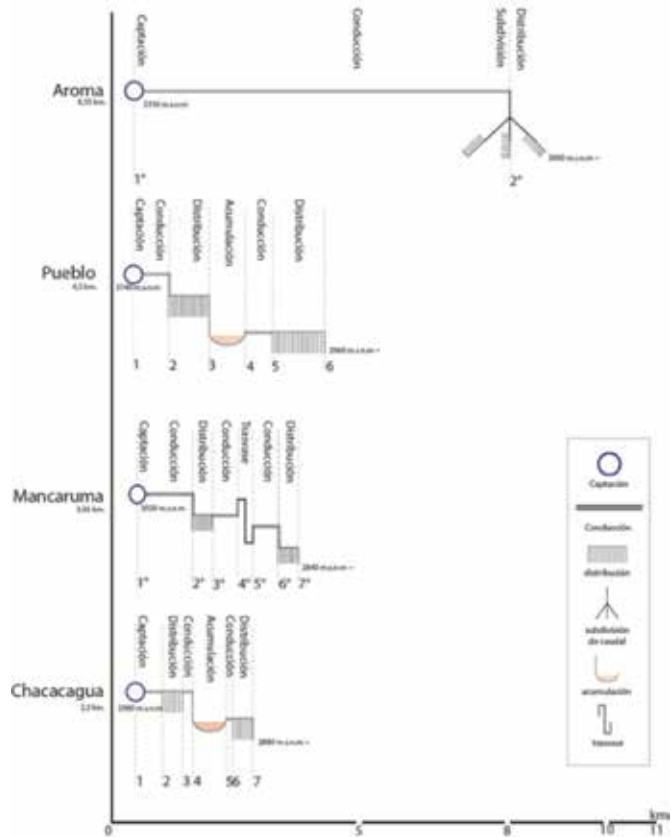 Captación
Conducción
Subdivisión
Distribución
Aroma
1°
2°
Captación
Conducción
Distribución
Acumulación
Conducción
Distribución
Pueblo
1 2 3 4 5 6
Captación
Conducción
Distribución
Conducción
Trasvase
Conducción
Distribución
Mancaruma
1° 2° 3° 4° 5° 6° 7°
Captación
Distribución
Conducción
Acumulación
Conducción
Distribución
Chacacagua
1 2 3 4 5 6 7
Captación
Conducción
distribución
subdivisión
de caudal
acumulación
0 5 8 10 11